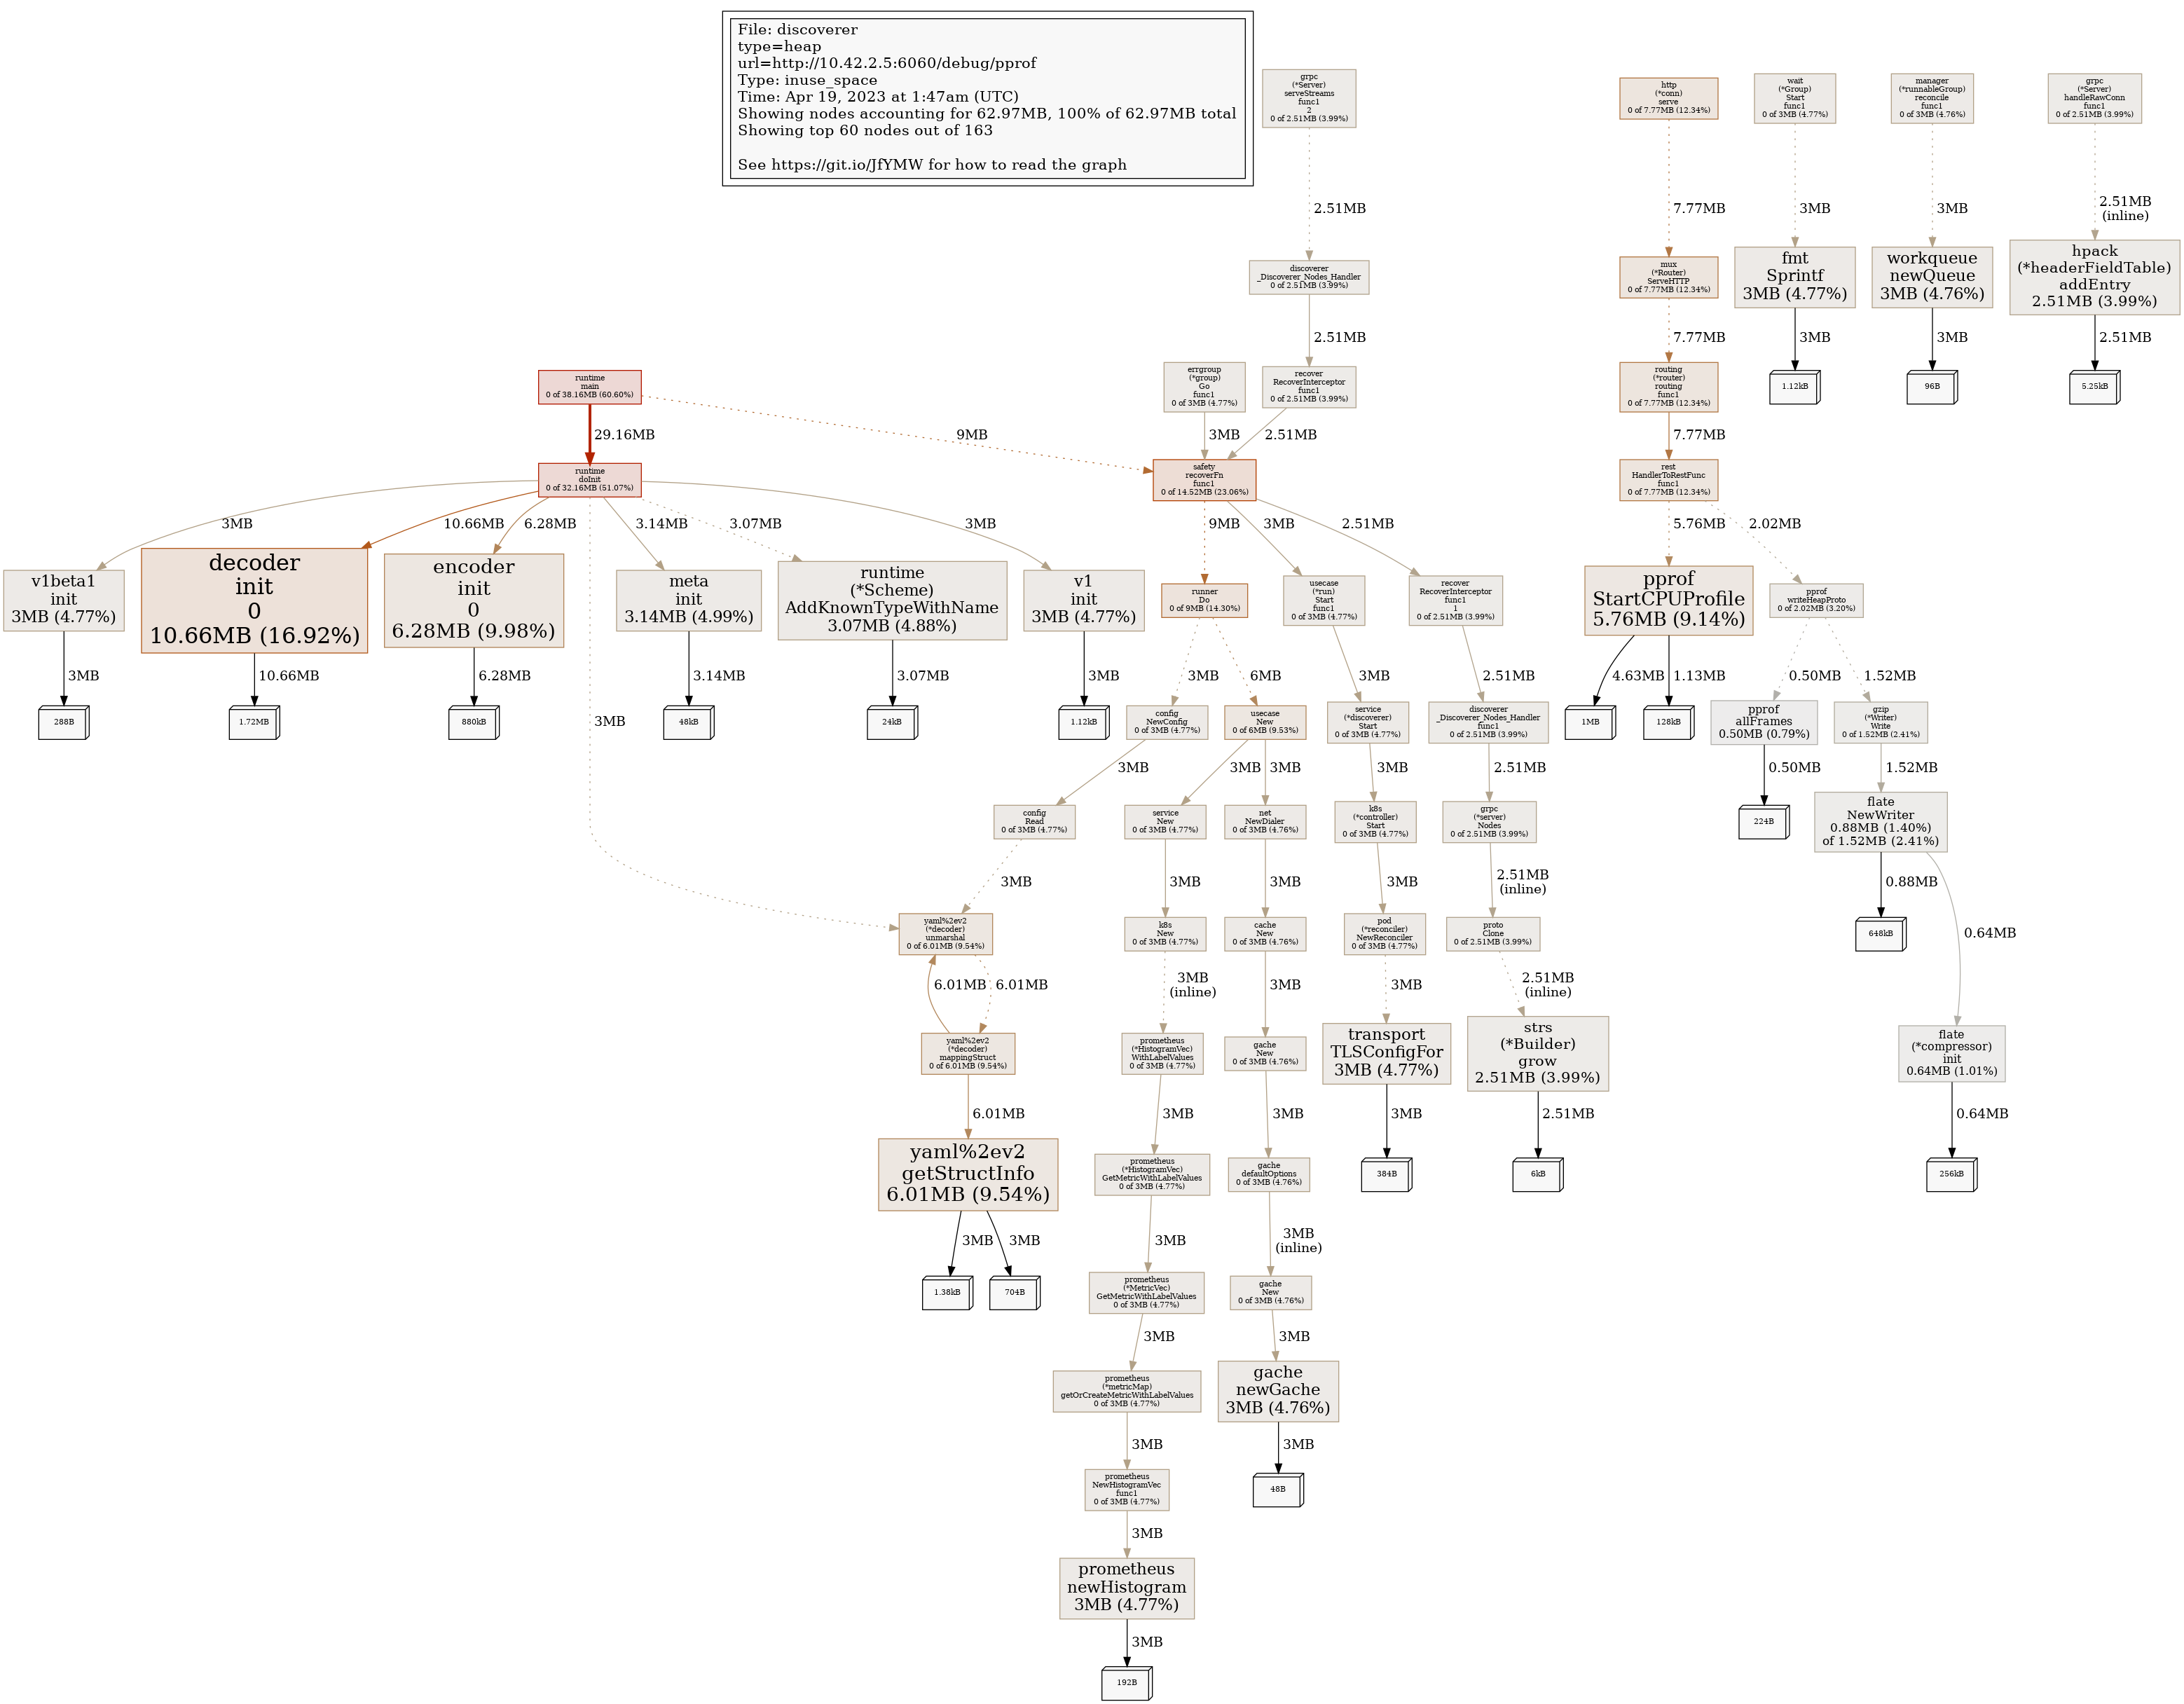 File: discoverer
type=heap
url=http://10.42.2.5:6060/debug/pprof
Type: inuse_space
Time: Apr 19, 2023 at 1:47am (UTC)
Showing nodes accounting for 62.97MB, 100% of 62.97MB total
Showing top 60 nodes out of 163
See https://git.io/JfYMW for how to read the graph
grpc
(*Server)
serveStreams
func1
2
0 of 2.51MB (3.99%)
http
(*conn)
serve
0 of 7.77MB (12.34%)
wait
(*Group)
Start
func1
0 of 3MB (4.77%)
manager
(*runnableGroup)
reconcile
func1
0 of 3MB (4.76%)
grpc
(*Server)
handleRawConn
func1
0 of 2.51MB (3.99%)
2.51MB
7.77MB
3MB
3MB
2.51MB
(inline)
discoverer
_Discoverer_Nodes_Handler
0 of 2.51MB (3.99%)
mux
(*Router)
ServeHTTP
0 of 7.77MB (12.34%)
fmt
Sprintf
3MB (4.77%)
workqueue
newQueue
3MB (4.76%)
hpack
(*headerFieldTable)
addEntry
2.51MB (3.99%)
2.51MB
7.77MB
3MB
3MB
2.51MB
runtime
main
0 of 38.16MB (60.60%)
errgroup
(*group)
Go
func1
0 of 3MB (4.77%)
recover
RecoverInterceptor
func1
0 of 2.51MB (3.99%)
routing
(*router)
routing
func1
0 of 7.77MB (12.34%)
1.12kB
96B
5.25kB
29.16MB
9MB
3MB
2.51MB
7.77MB
runtime
doInit
0 of 32.16MB (51.07%)
safety
recoverFn
func1
0 of 14.52MB (23.06%)
rest
HandlerToRestFunc
func1
0 of 7.77MB (12.34%)
3MB
10.66MB
6.28MB
3.14MB
3.07MB
3MB
9MB
3MB
2.51MB
5.76MB
2.02MB
v1beta1
init
3MB (4.77%)
decoder
init
0
10.66MB (16.92%)
encoder
init
0
6.28MB (9.98%)
meta
init
3.14MB (4.99%)
runtime
(*Scheme)
AddKnownTypeWithName
3.07MB (4.88%)
v1
init
3MB (4.77%)
runner
Do
0 of 9MB (14.30%)
usecase
(*run)
Start
func1
0 of 3MB (4.77%)
recover
RecoverInterceptor
func1
1
0 of 2.51MB (3.99%)
pprof
StartCPUProfile
5.76MB (9.14%)
pprof
writeHeapProto
0 of 2.02MB (3.20%)
3MB
10.66MB
6.28MB
3MB
3.14MB
3.07MB
3MB
3MB
6MB
3MB
2.51MB
4.63MB
1.13MB
0.50MB
1.52MB
288B
1.72MB
880kB
48kB
24kB
1.12kB
config
NewConfig
0 of 3MB (4.77%)
usecase
New
0 of 6MB (9.53%)
service
(*discoverer)
Start
0 of 3MB (4.77%)
discoverer
_Discoverer_Nodes_Handler
func1
0 of 2.51MB (3.99%)
1MB
128kB
pprof
allFrames
0.50MB (0.79%)
gzip
(*Writer)
Write
0 of 1.52MB (2.41%)
3MB
3MB
3MB
3MB
2.51MB
0.50MB
1.52MB
config
Read
0 of 3MB (4.77%)
service
New
0 of 3MB (4.77%)
net
NewDialer
0 of 3MB (4.76%)
k8s
(*controller)
Start
0 of 3MB (4.77%)
grpc
(*server)
Nodes
0 of 2.51MB (3.99%)
224B
flate
NewWriter
0.88MB (1.40%)
of 1.52MB (2.41%)
3MB
3MB
3MB
3MB
2.51MB
(inline)
0.88MB
0.64MB
yaml%2ev2
(*decoder)
unmarshal
0 of 6.01MB (9.54%)
k8s
New
0 of 3MB (4.77%)
cache
New
0 of 3MB (4.76%)
pod
(*reconciler)
NewReconciler
0 of 3MB (4.77%)
proto
Clone
0 of 2.51MB (3.99%)
648kB
6.01MB
6.01MB
3MB
(inline)
3MB
3MB
2.51MB
(inline)
yaml%2ev2
(*decoder)
mappingStruct
0 of 6.01MB (9.54%)
prometheus
(*HistogramVec)
WithLabelValues
0 of 3MB (4.77%)
gache
New
0 of 3MB (4.76%)
transport
TLSConfigFor
3MB (4.77%)
strs
(*Builder)
grow
2.51MB (3.99%)
flate
(*compressor)
init
0.64MB (1.01%)
6.01MB
3MB
3MB
3MB
2.51MB
0.64MB
yaml%2ev2
getStructInfo
6.01MB (9.54%)
prometheus
(*HistogramVec)
GetMetricWithLabelValues
0 of 3MB (4.77%)
gache
defaultOptions
0 of 3MB (4.76%)
384B
6kB
256kB
3MB
3MB
3MB
3MB
(inline)
1.38kB
704B
prometheus
(*MetricVec)
GetMetricWithLabelValues
0 of 3MB (4.77%)
gache
New
0 of 3MB (4.76%)
3MB
3MB
prometheus
(*metricMap)
getOrCreateMetricWithLabelValues
0 of 3MB (4.77%)
gache
newGache
3MB (4.76%)
3MB
3MB
prometheus
NewHistogramVec
func1
0 of 3MB (4.77%)
48B
3MB
prometheus
newHistogram
3MB (4.77%)
3MB
192B